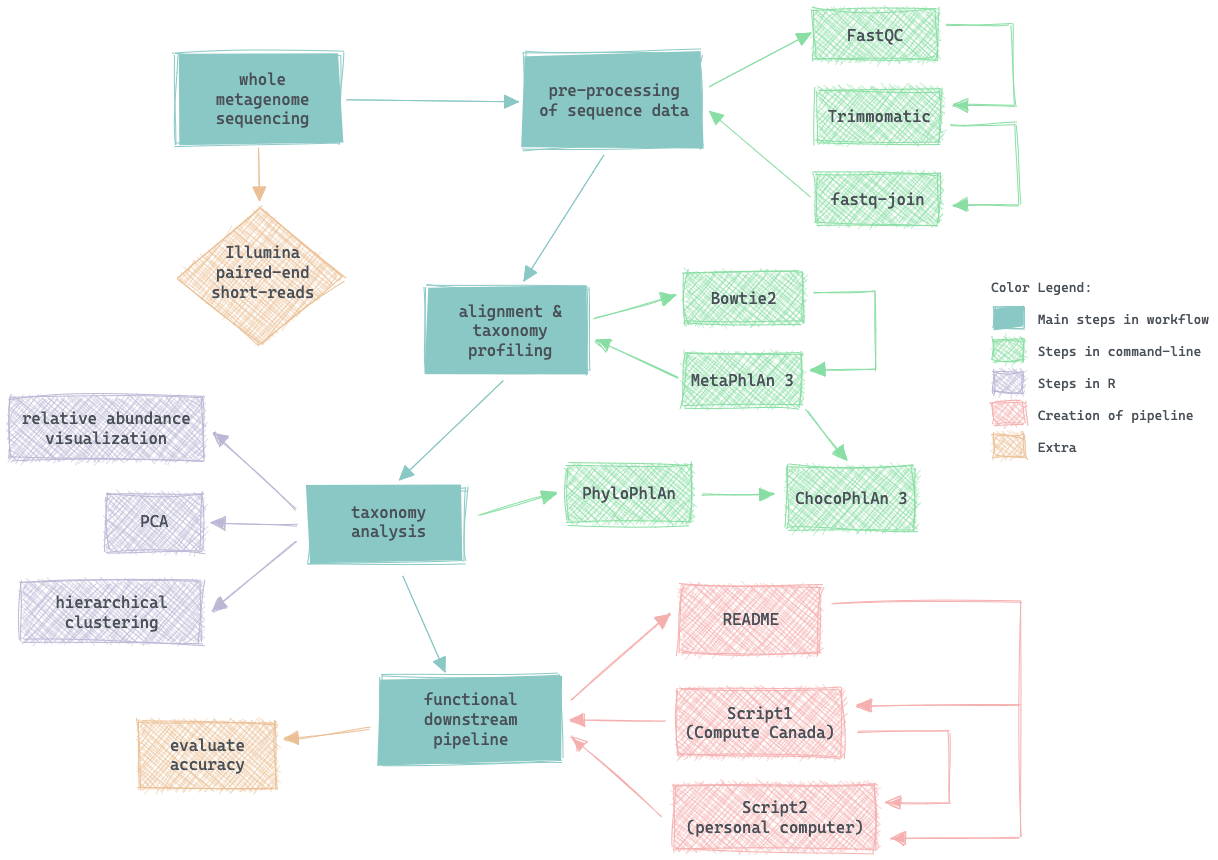 whole
metagenome
sequencing
pre-processing
of sequence data
FastQC
Trimmomatic
fastq-join
Illumina
paired-end
short-reads
alignment &
taxonomy
profiling
Bowtie2
MetaPhlAn 3
Color Legend:
Main steps in workflow
Steps in command-line
Steps in R
Creation of pipeline
Extra
relative abundance
visualization
PCA
hierarchical
clustering
taxonomy
analysis
PhyloPhlAn
ChocoPhlAn 3
functional
downstream
pipeline
README
Script1
(Compute Canada)
Script2
(personal computer)
evaluate
accuracy